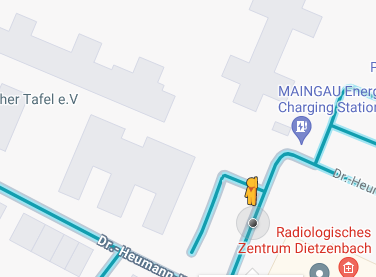 MAINGAU Energ
Charging Station
her Tafel e.V
Dr.-Heum
Dr.-Heumann-
Radiologisches
Zentrum Dietzenbach